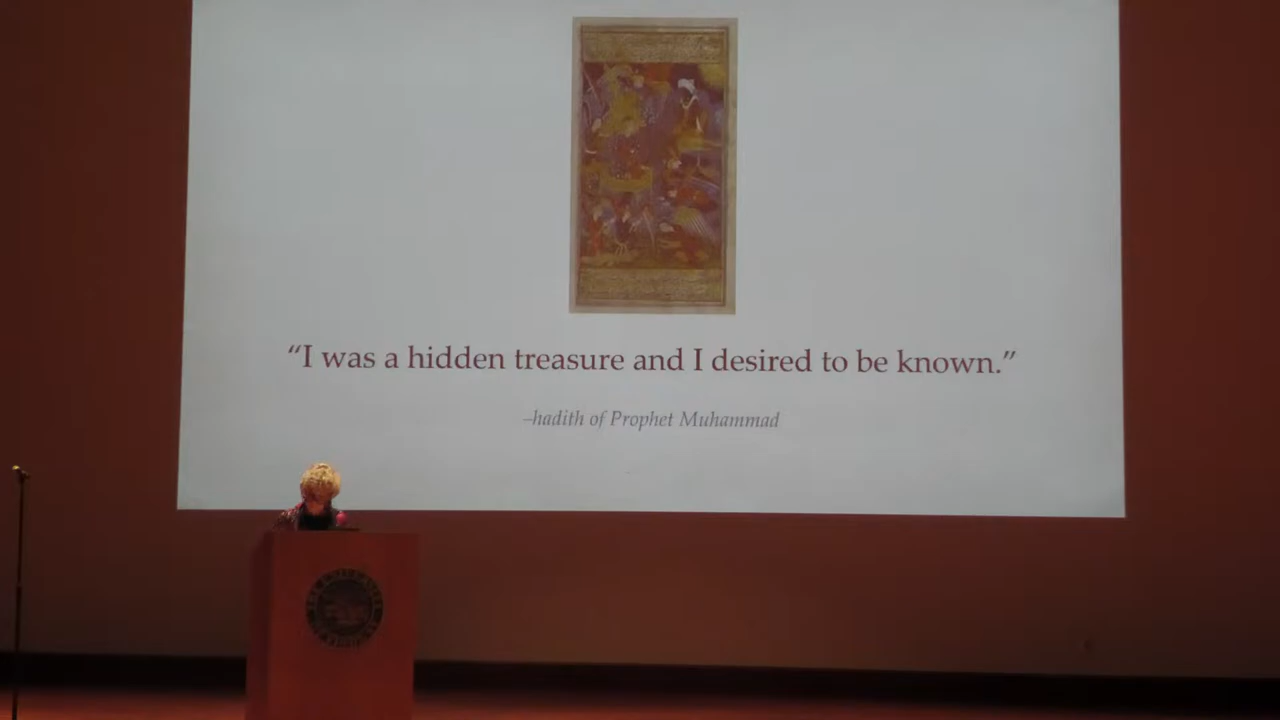 “I was a hidden treasure and I desired to be known.”
–hadith of Prophet Muhammad